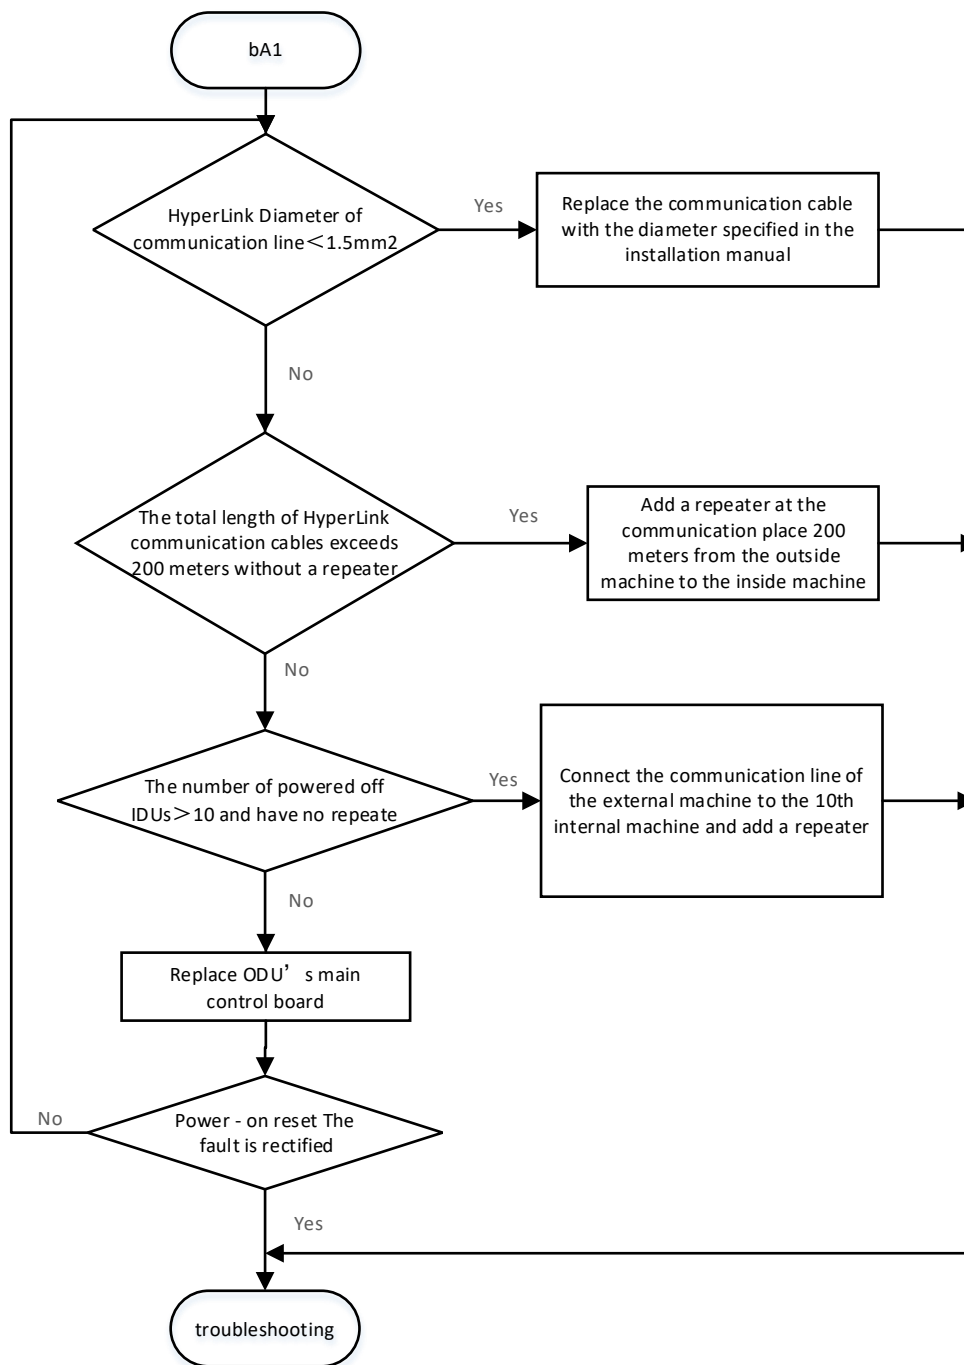 bA1
HyperLink Diameter of
communication line＜1.5mm2
Yes
Replace the communication cable
with the diameter specified in the
installation manual
No
The total length of HyperLink
communication cables exceeds
200 meters without a repeater
Yes
Add a repeater at the
communication place 200
meters from the outside
machine to the inside machine
No
The number of powered off
IDUs＞10 and have no repeate
Yes
Connect the communication line of
the external machine to the 10th
internal machine and add a repeater
No
Replace ODU’s main
control board
Power - on reset The
fault is rectified
No
Yes
troubleshooting